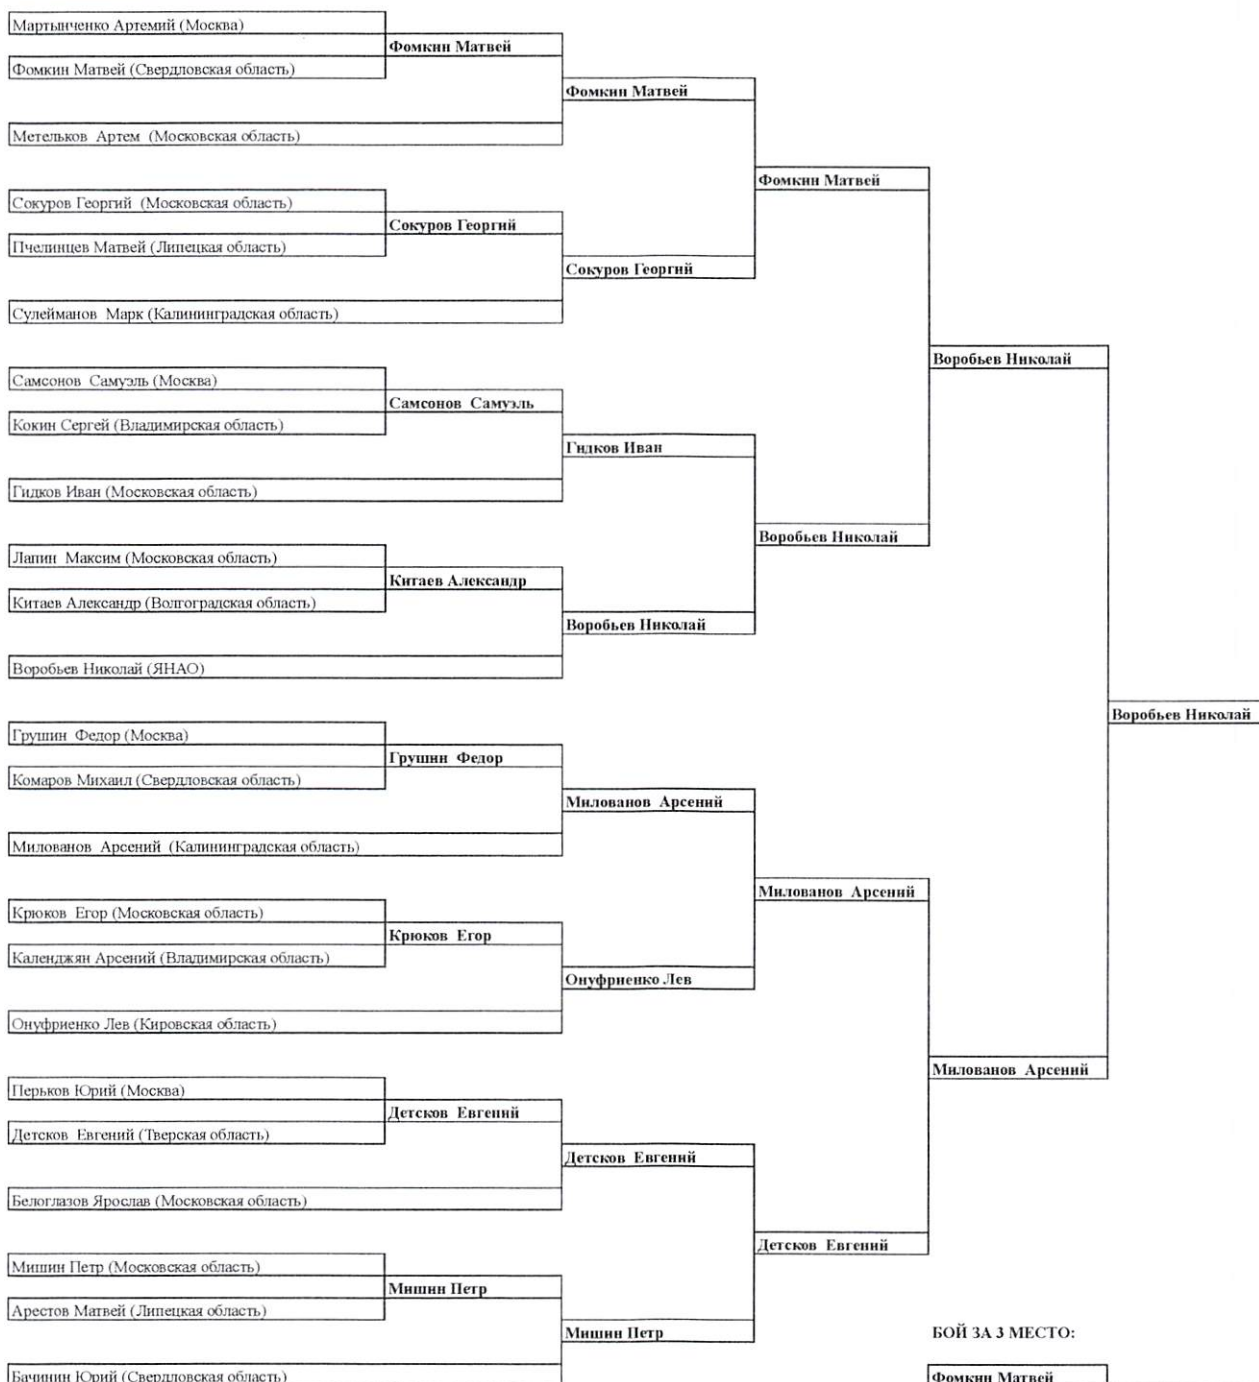 Мартынченко Артемий (Москва)
Фомкин Матвей
Фомкин Матвей (Свердловская область)
Фомкин Матвей
Метельков Артем (Московская область)
Фомкин Матвей
Сокуров Георгий (Московская область)
Сокуров Георгий
Пчелинцев Матвей (Липецкая область)
Сокуров Георгий
Сулейманов Марк (Калининградская область)
Воробьев Николай
Самсонов Самуэль (Москва)
Самсонов Самуэль
Кокин Сергей (Владимирская область)
Гидков Иван
Гидков Иван (Московская область)
Воробьев Николай
Лапин Максим (Московская область)
Китаев Александр
Китаев Александр (Волгоградская область)
Воробьев Николай
Воробьев Николай (ЯНАО)
Воробьев Николай
Грушин Федор (Москва)
Грушин Федор
Комаров Михаил (Свердловская область)
Милованов Арсений
Милованов Арсений (Калининградская область)
Милованов Арсений
Крюков Егор (Московская область)
Крюков Егор
Календжян Арсений (Владимирская область)
Онуфриенко Лев
Онуфриенко Лев (Кировская область)
Милованов Арсений
Перьков Юрий (Москва)
Детсков Евгений
Детсков Евгений (Тверская область)
Детсков Евгений
Белоглазов Ярослав (Московская область)
Детсков Евгений
Мишин Петр (Московская область)
Мишин Петр
Арестов Матвей (Липецкая область)
Мишин Петр
БОЙ ЗА 3 МЕСТО:
Бачинин Юрий (Свердловская область)
Фомкин Матвей